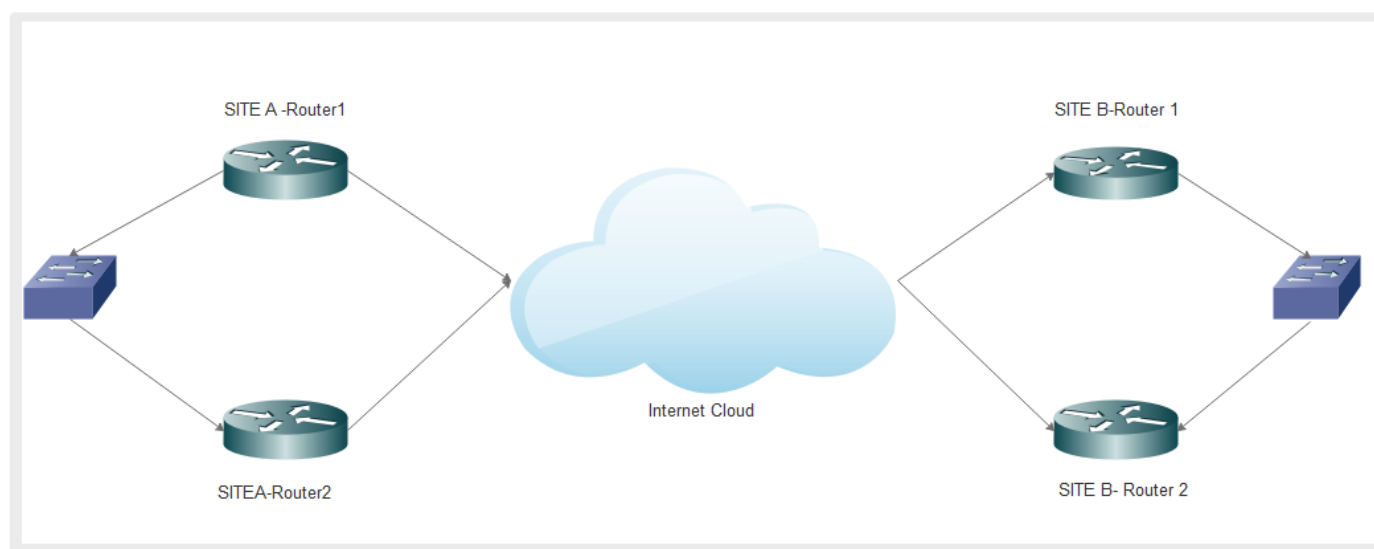 SITE A -Router1
SITE B-Router 1
Internet Cloud
SITEA-Router2
SITE B- Router 2